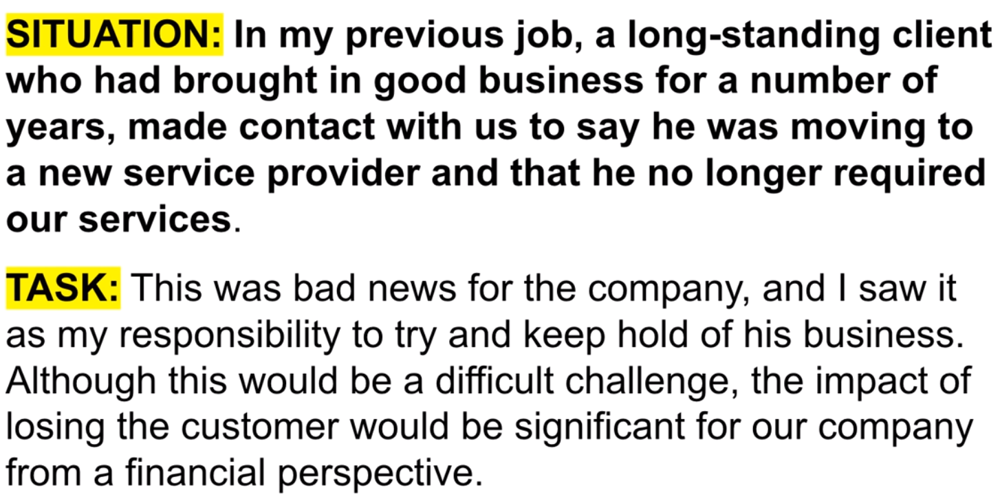 SITUATION: In my previous job, a long-standing client
who had brought in good business for a number of
years, made contact with us to say he was moving to
a new service provider and that he no longer required
our services.
TASK: This was bad news for the company, and I saw it
as my responsibility to try and keep hold of his business.
Although this would be a difficult challenge, the impact of
losing the customer would be significant for our company
from a financial perspective.